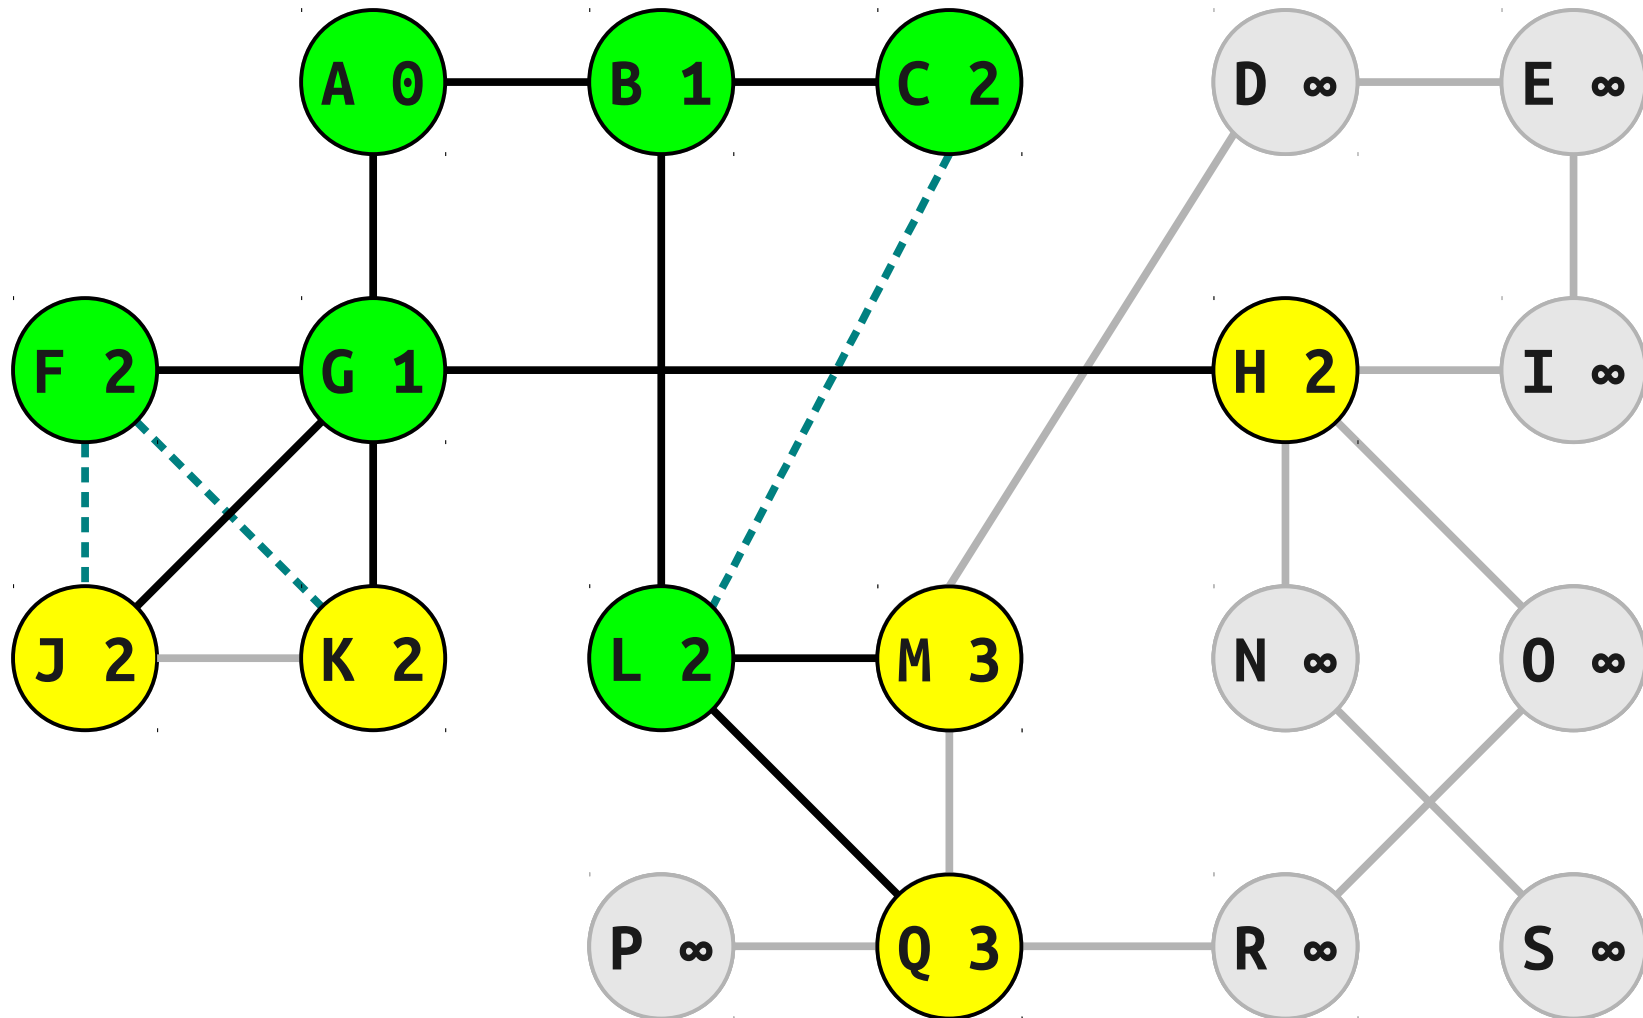 A 0 B 1 C 2 D ∞ E ∞
F 2 G 1 H 2 I ∞
J 2 K 2 L 2 M 3 N ∞ O ∞
P ∞ Q 3 R ∞ S ∞